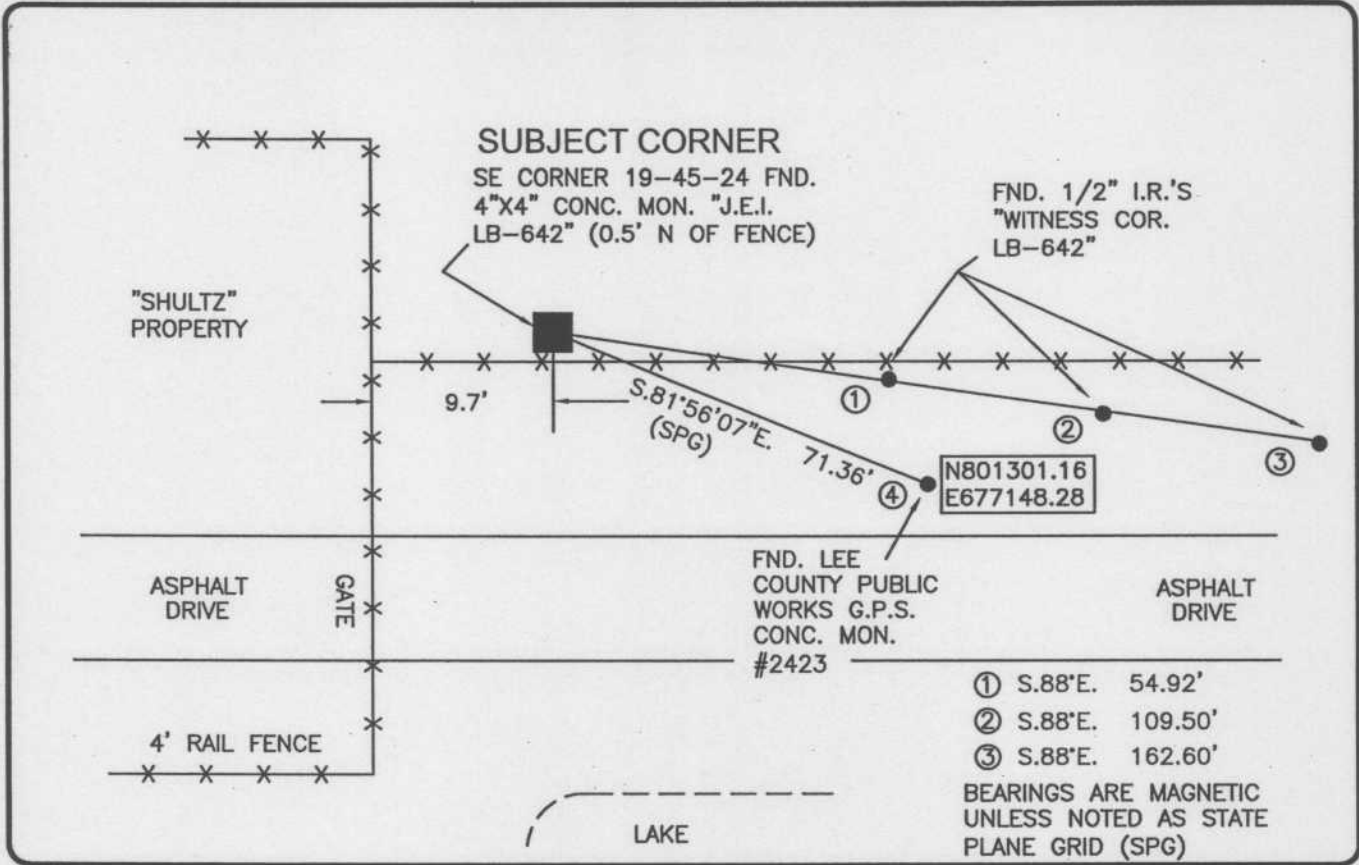 SUBJECT CORNER
SE CORNER 19-45-24 FND.
4"X4" CONC. MON. "J.E.I.
LB-642" (0.5' N OF FENCE)
FND. 1/2" I.R.'S
"WITNESS COR.
LB-642"
"SHULTZ"
PROPERTY
9.7'
S.81°56'07"E.
(SPG)
71.36'
①
②
③
④
N801301.16
E677148.28
FND. LEE
COUNTY PUBLIC
WORKS G.P.S.
CONC. MON.
#2423
ASPHALT
DRIVE
GATE
ASPHALT
DRIVE
4' RAIL FENCE
LAKE
① S.88°E. 54.92'
② S.88°E. 109.50'
③ S.88°E. 162.60'
BEARINGS ARE MAGNETIC
UNLESS NOTED AS STATE
PLANE GRID (SPG)